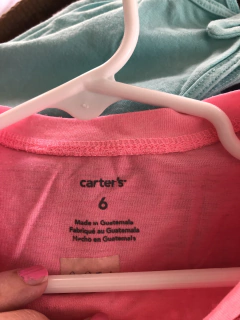 carter's
6
Made in Guatemala
Fabriqué au Guatemala
Hecho en Guatemala